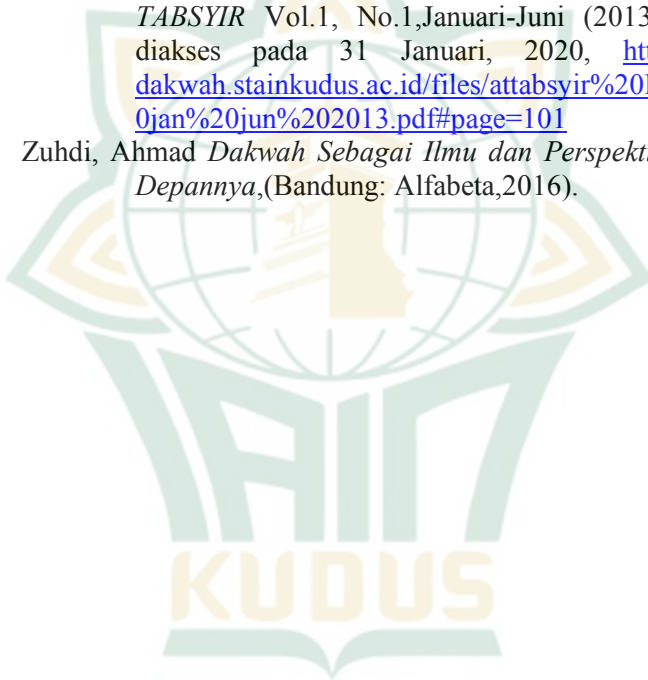 TABSYIR Vol.1, No.1,Januari-Juni (2013
diakses pada 31 Januari, 2020, htt
dakwah.stainkudus.ac.id/files/attabsyir%20
0jan%20jun%202013.pdf#page=101
Zuhdi, Ahmad Dakwah Sebagai Ilmu dan Perspekt
Depannya,(Bandung: Alfabeta,2016).
IAIN
KUDUS